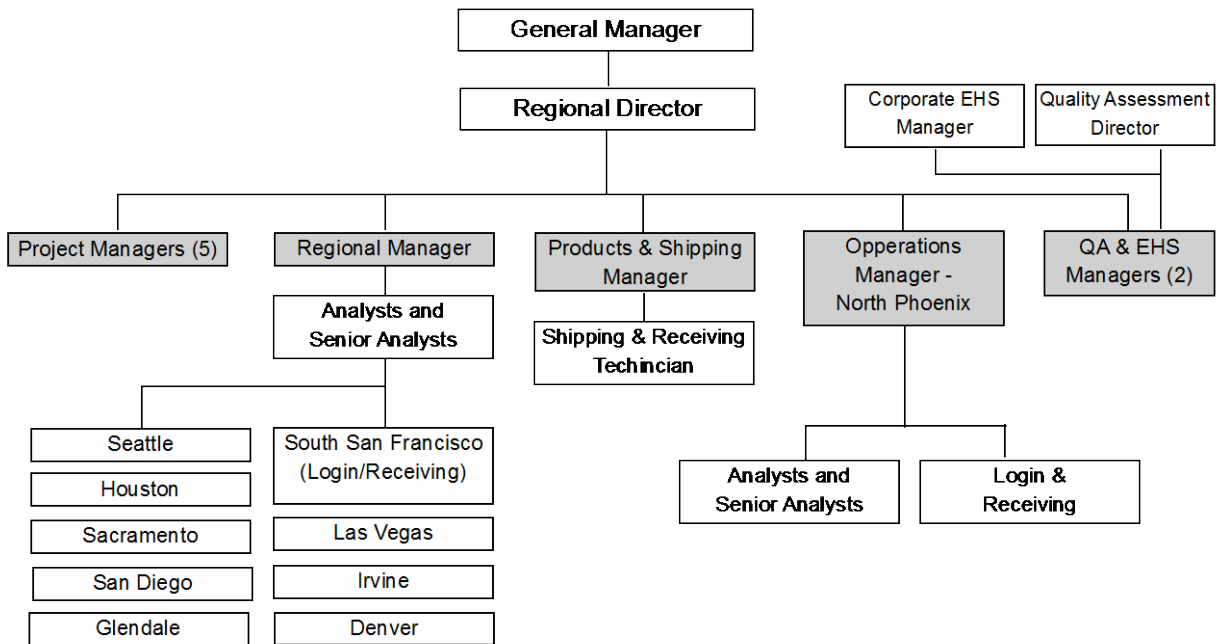 General Manager
Regional Director
Corporate EHS
Manager
Quality Assessment
Director
Project Managers (5)
Regional Manager
Products & Shipping
Manager
Opperations
Manager -
North Phoenix
QA & EHS
Managers (2)
Analysts and
Senior Analysts
Shipping & Receiving
Techincian
Seattle
Houston
Sacramento
San Diego
Glendale
South San Francisco
(Login/Receiving)
Las Vegas
Irvine
Denver
Analysts and
Senior Analysts
Login &
Receiving